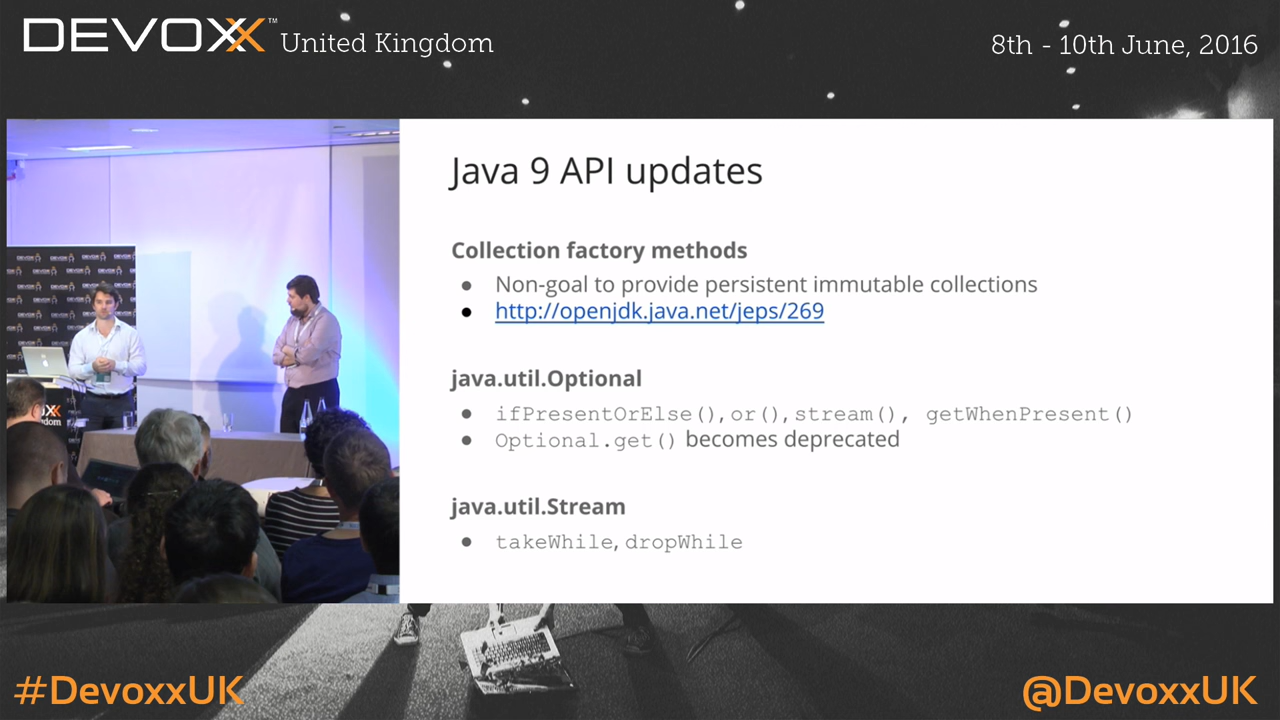 DEVOXX™ United Kingdom
8th - 10th June, 2016
Java 9 API updates
Collection factory methods
● Non-goal to provide persistent immutable collections
● http://openjdk.java.net/jeps/269
java.util.Optional
● ifPresentOrElse(), or(), stream(), getWhenPresent()
● Optional.get() becomes deprecated
java.util.Stream
● takeWhile, dropWhile
#DevoxxUK
@DevoxxUK